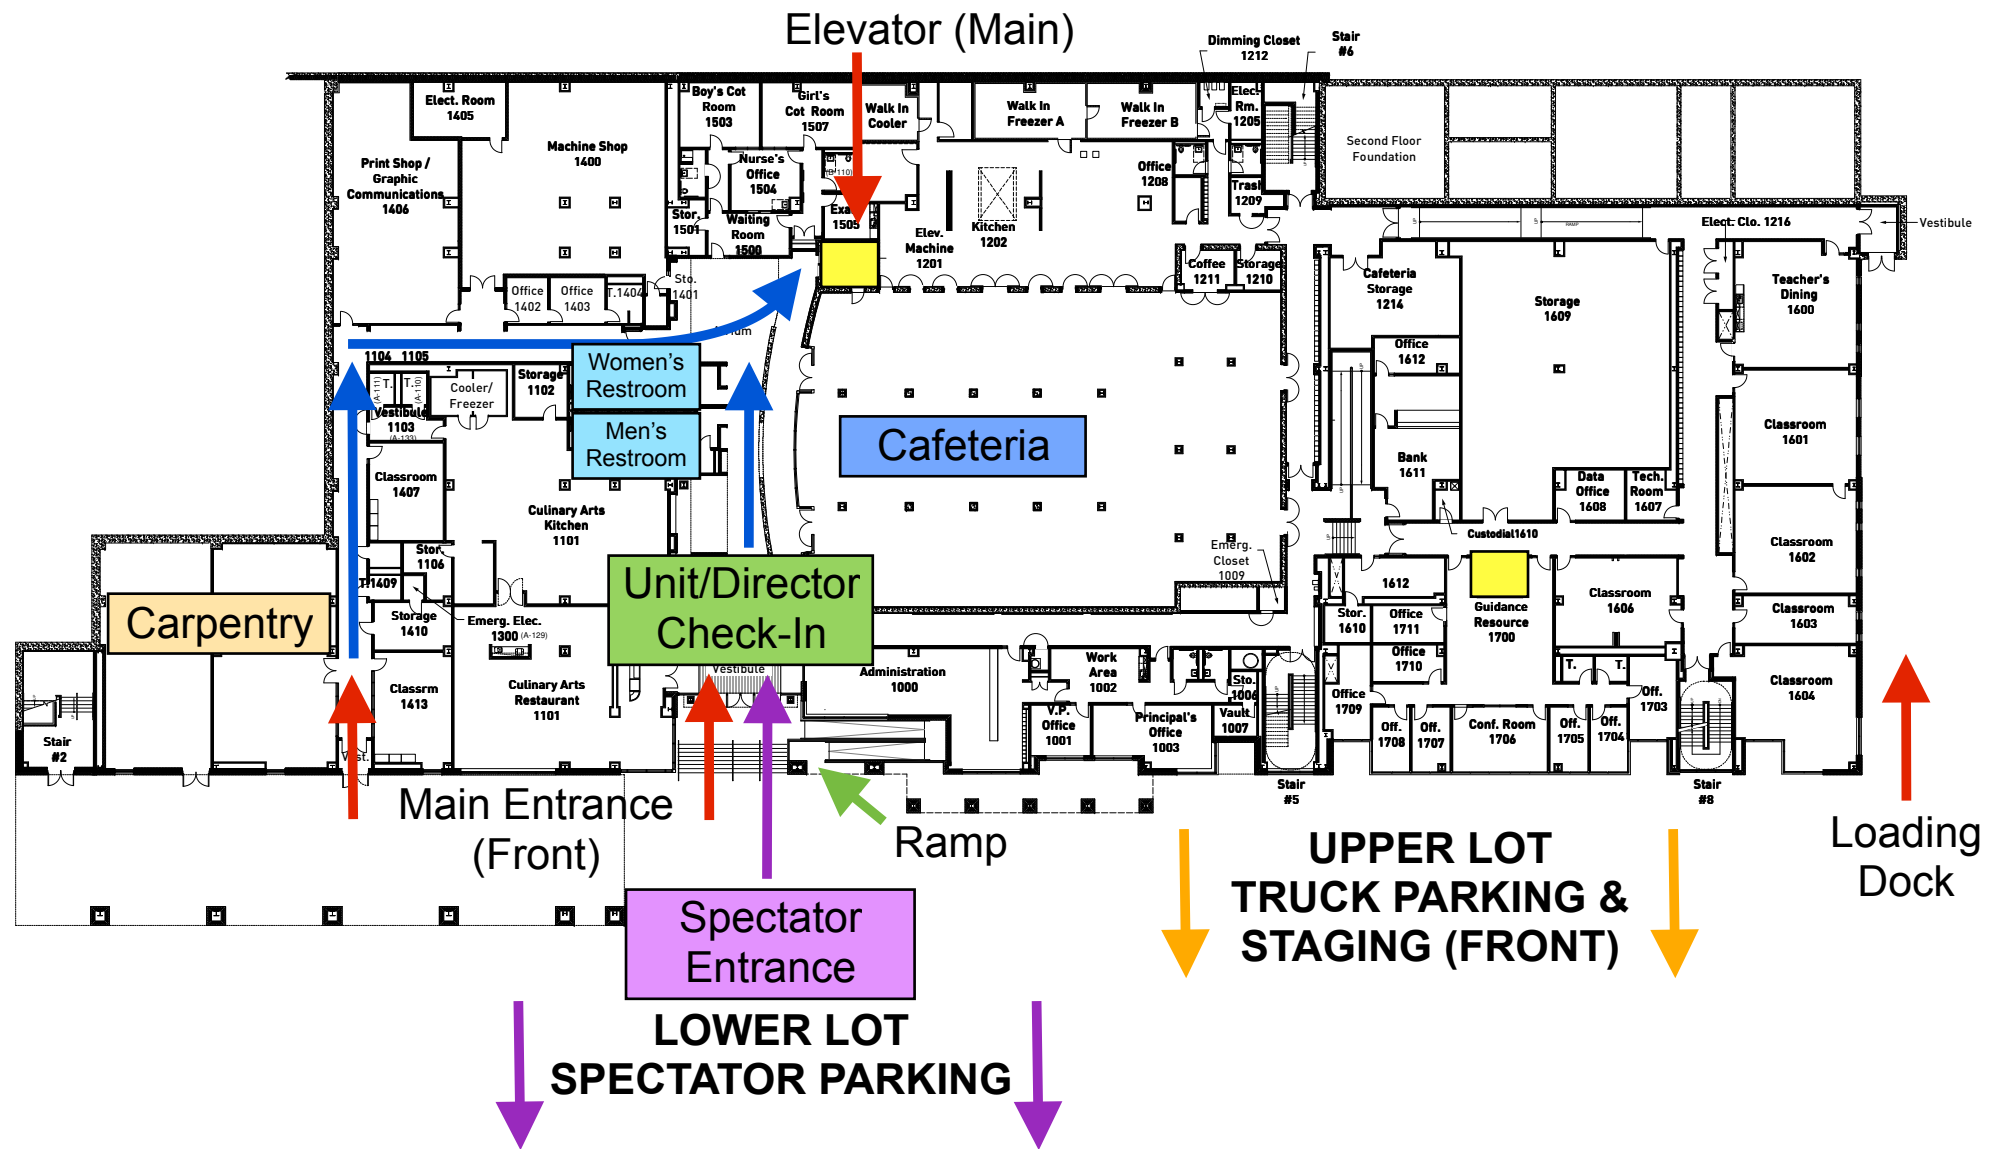 Elevator (Main)
Dimming Closet
1212
Stair
#6
Elect. Room
1405
Boy's Cot
Room
1503
Girl's
Cot Room
1507
Walk In
Cooler
Walk In
Freezer A
Walk In
Freezer B
Elect
Rm.
1205
Second Floor
Foundation
Machine Shop
1400
Print Shop /
Graphic
Communications
1406
Nurse's
Office
1504
Office
1208
Trash
1209
Stor.
1501
Waiting
Room
1500
1505
Elev.
Machine
1201
Kitchen
1202
Elect. Clo. 1216
Vestibule
UP
RAMP
UP
Coffee
1211
Storage
1210
Cafeteria
Storage
1214
Storage
1609
Teacher's
Dining
1600
Office
1402
Office
1403
T.1404
Sto.
1401
1104 1105
T. T.
(A-111)
(A-110)
Vestibule
1103
(A-133)
Cooler/
Freezer
Storage
1102
Women's
Restroom
Men's
Restroom
Cafeteria
Office
1612
Bank
1611
Classroom
1601
Classroom
1407
Culinary Arts
Kitchen
1101
Data
Office
1608
Tech.
Room
1607
Custodial1610
Classroom
1602
Emerg.
Closet
1009
Stor.
1106
T.1409
Storage
1410
Emerg. Elec.
1300 (A-129)
Unit/Director
Check-In
Carpentry
1612
Stor.
1610
Office
1711
Office
1710
Guidance
Resource
1700
Classroom
1606
Classroom
1603
Vestibule
Administration
1000
Work
Area
1002
Sto.
1006
Vault
1007
V.P.
Office
1001
Principal's
Office
1003
Classrm
1413
Culinary Arts
Restaurant
1101
Office
1709
Off.
1708
Off.
1707
Conf. Room
1706
Off.
1705
Off.
1704
Off.
1703
T. T.
Classroom
1604
Stair
#2
Vest.
Stair
#5
Stair
#8
Main Entrance
(Front)
Ramp
UPPER LOT
TRUCK PARKING &
STAGING (FRONT)
Loading
Dock
Spectator
Entrance
LOWER LOT
SPECTATOR PARKING